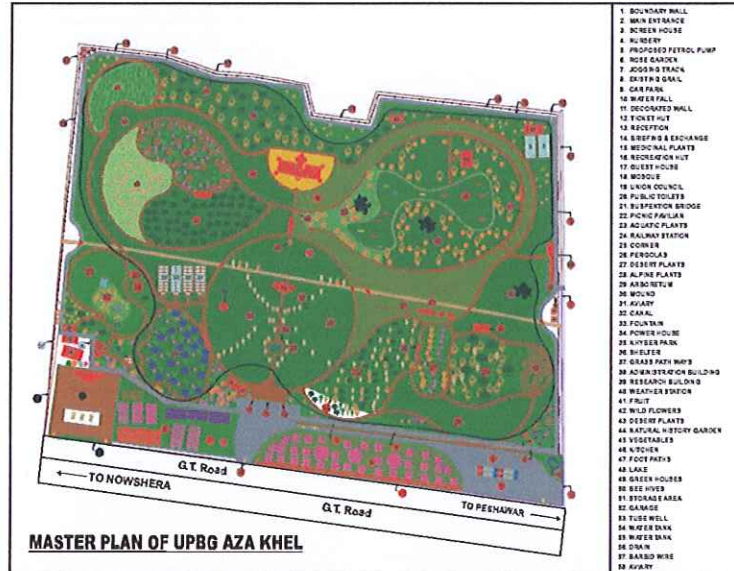 1. BOUNDARY WALL
2. MAIN ENTRANCE
3. SCREEN HOUSE
4. NURSERY
5. PROPOSED PETROL PUMP
6. ROSE GARDEN
7. JOGGING TRACK
8. EXISTING GRAIL
9. CAR PARK
10. WATER FALL
11. DECORATED WALL
12. TICKET HUT
13. RECEPTION
14. BRIEFING & EXCHANGE
15. MEDICINAL PLANTS
16. RECREATION HUT
17. GUEST HOUSE
18. MOSQUE
19. UNION COUNCIL
20. PUBLIC TOILETS
21. SUSPENTION BRIDGE
22. PICNIC PAVILIAN
23. AQUATIC PLANTS
24. RAILWAY STATION
25. CORNER
26. PERGOLAS
27. DESERT PLANTS
28. ALPINE PLANTS
29. ARBORETUM
30. MOUND
31. AVIARY
32. CANAL
33. FOUNTAIN
34. POWER HOUSE
35. KHYBER PARK
36. SHELTER
37. GRASS PATH WAYS
38. ADMINISTRATION BUILDING
39. RESEARCH BUILDING
40. WEATHER STATION
41. FRUIT
42. WILD FLOWERS
43. DESERT PLANTS
44. NATURAL HISTORY GARDEN
45. VEGETABLES
46. KITCHEN
47. FOOT PATHS
48. LAKE
49. GREEN HOUSES
50. BEE HIVES
51. STORAGE AREA
52. GARAGE
53. TUBE WELL
54. WATER TANK
55. WATER TANK
56. DRAIN
57. BARBED WIRE
58. AVIARY
G.T. Road
TO NOWSHERA
G.T. Road
TO PESHAWAR
MASTER PLAN OF UPBG AZA KHEL